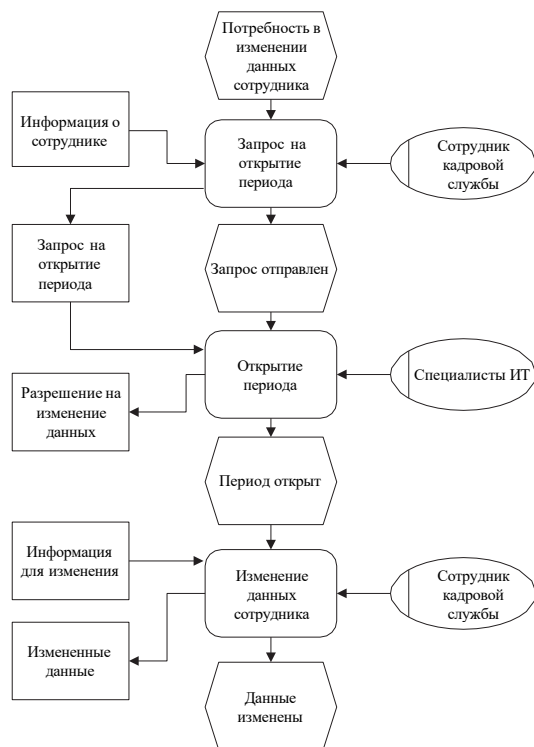 Потребность в
изменении
данных
сотрудника
Информация о
сотруднике
Запрос на
открытие
периода
Сотрудник
кадровой
службы
Запрос на
открытие
периода
Запрос отправлен
Открытие
периода
Специалисты ИТ
Разрешение на
изменение
данных
Период открыт
Информация
для изменения
Изменение
данных
сотрудника
Сотрудник
кадровой
службы
Измененные
данные
Данные
изменены